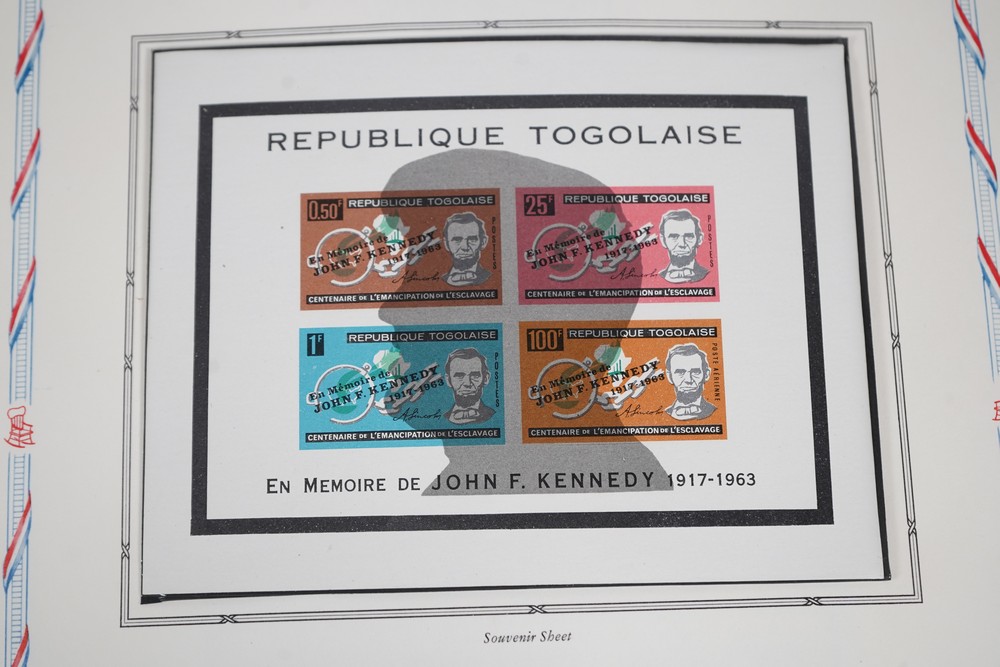 REPUBLIQUE TOGOLAISE
0.50F REPUBLIQUE TOGOLAISE
En Mémoire de
JOHN F. KENNEDY
1917-1963
POSTES
A. Lincoln
CENTENAIRE DE L'EMANCIPATION DE L'ESCLAVAGE
25F REPUBLIQUE TOGOLAISE
En Mémoire de
JOHN F. KENNEDY
1917-1963
POSTES
A. Lincoln
CENTENAIRE DE L'EMANCIPATION DE L'ESCLAVAGE
1F REPUBLIQUE TOGOLAISE
En Mémoire de
JOHN F. KENNEDY
1917-1963
POSTES
A. Lincoln
CENTENAIRE DE L'EMANCIPATION DE L'ESCLAVAGE
100F REPUBLIQUE TOGOLAISE
En Mémoire de
JOHN F. KENNEDY
1917-1963
POSTE AERIENNE
A. Lincoln
CENTENAIRE DE L'EMANCIPATION DE L'ESCLAVAGE
EN MEMOIRE DE JOHN F. KENNEDY 1917-1963
Souvenir Sheet